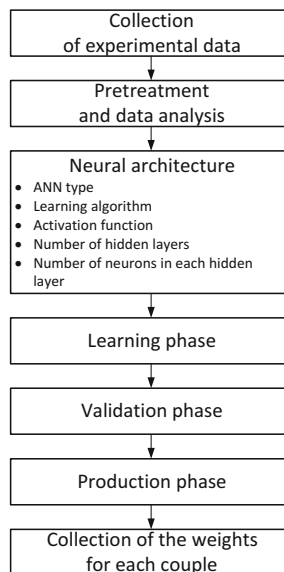 Collection
of experimental data
Pretreatment
and data analysis
Neural architecture
• ANN type
• Learning algorithm
• Activation function
• Number of hidden layers
• Number of neurons in each hidden
layer
Learning phase
Validation phase
Production phase
Collection of the weights
for each couple